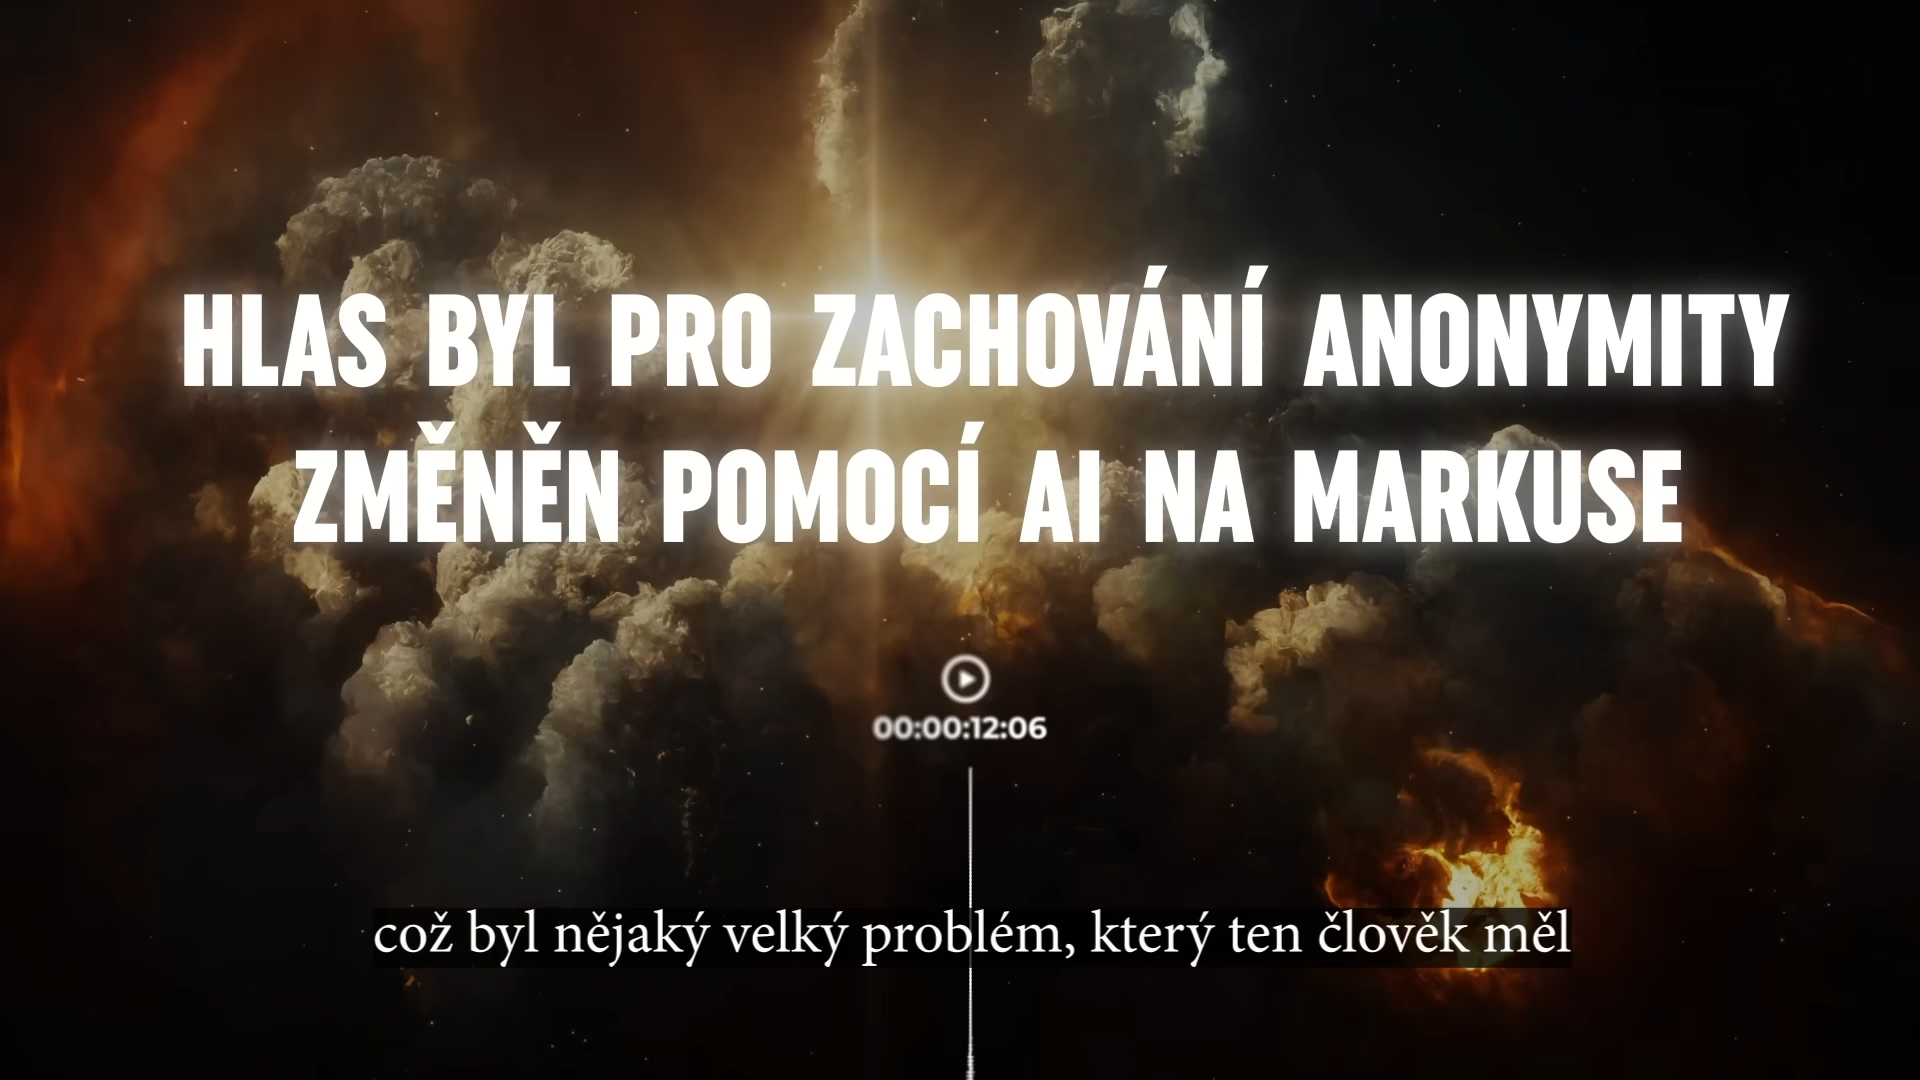 HLAS BYL PRO ZACHOVÁNÍ ANONYMITY
ZMĚNĚN POMOCÍ AI NA MARKUSE
00:00:12:06
což byl nějaký velký problém, který ten člověk měl